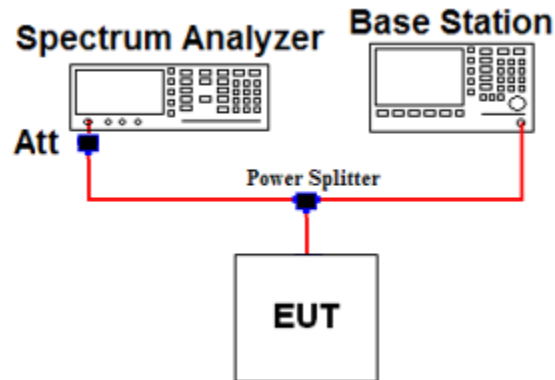 Spectrum Analyzer
Base Station
Att
Power Splitter
EUT